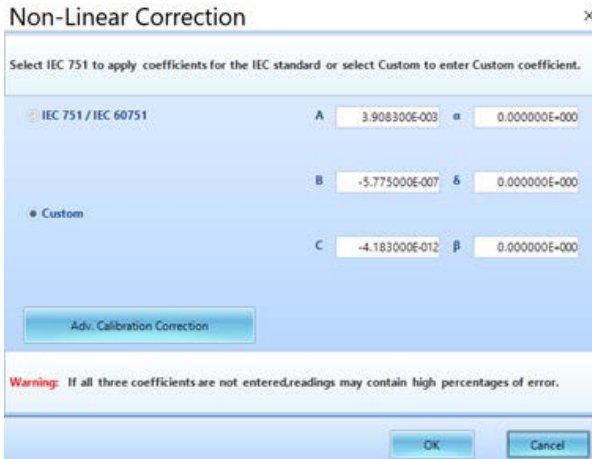 Non-Linear Correction
Select IEC 751 to apply coefficients for the IEC standard or select Custom to enter Custom coefficient.
IEC 751 / IEC 60751 A 3.908300E-003 α 0.000000E+000
B -5.775000E-007 δ 0.000000E+000
Custom
C -4.183000E-012 β 0.000000E+000
Adv. Calibration Correction
Warning: If all three coefficients are not entered,readings may contain high percentages of error.
OK Cancel